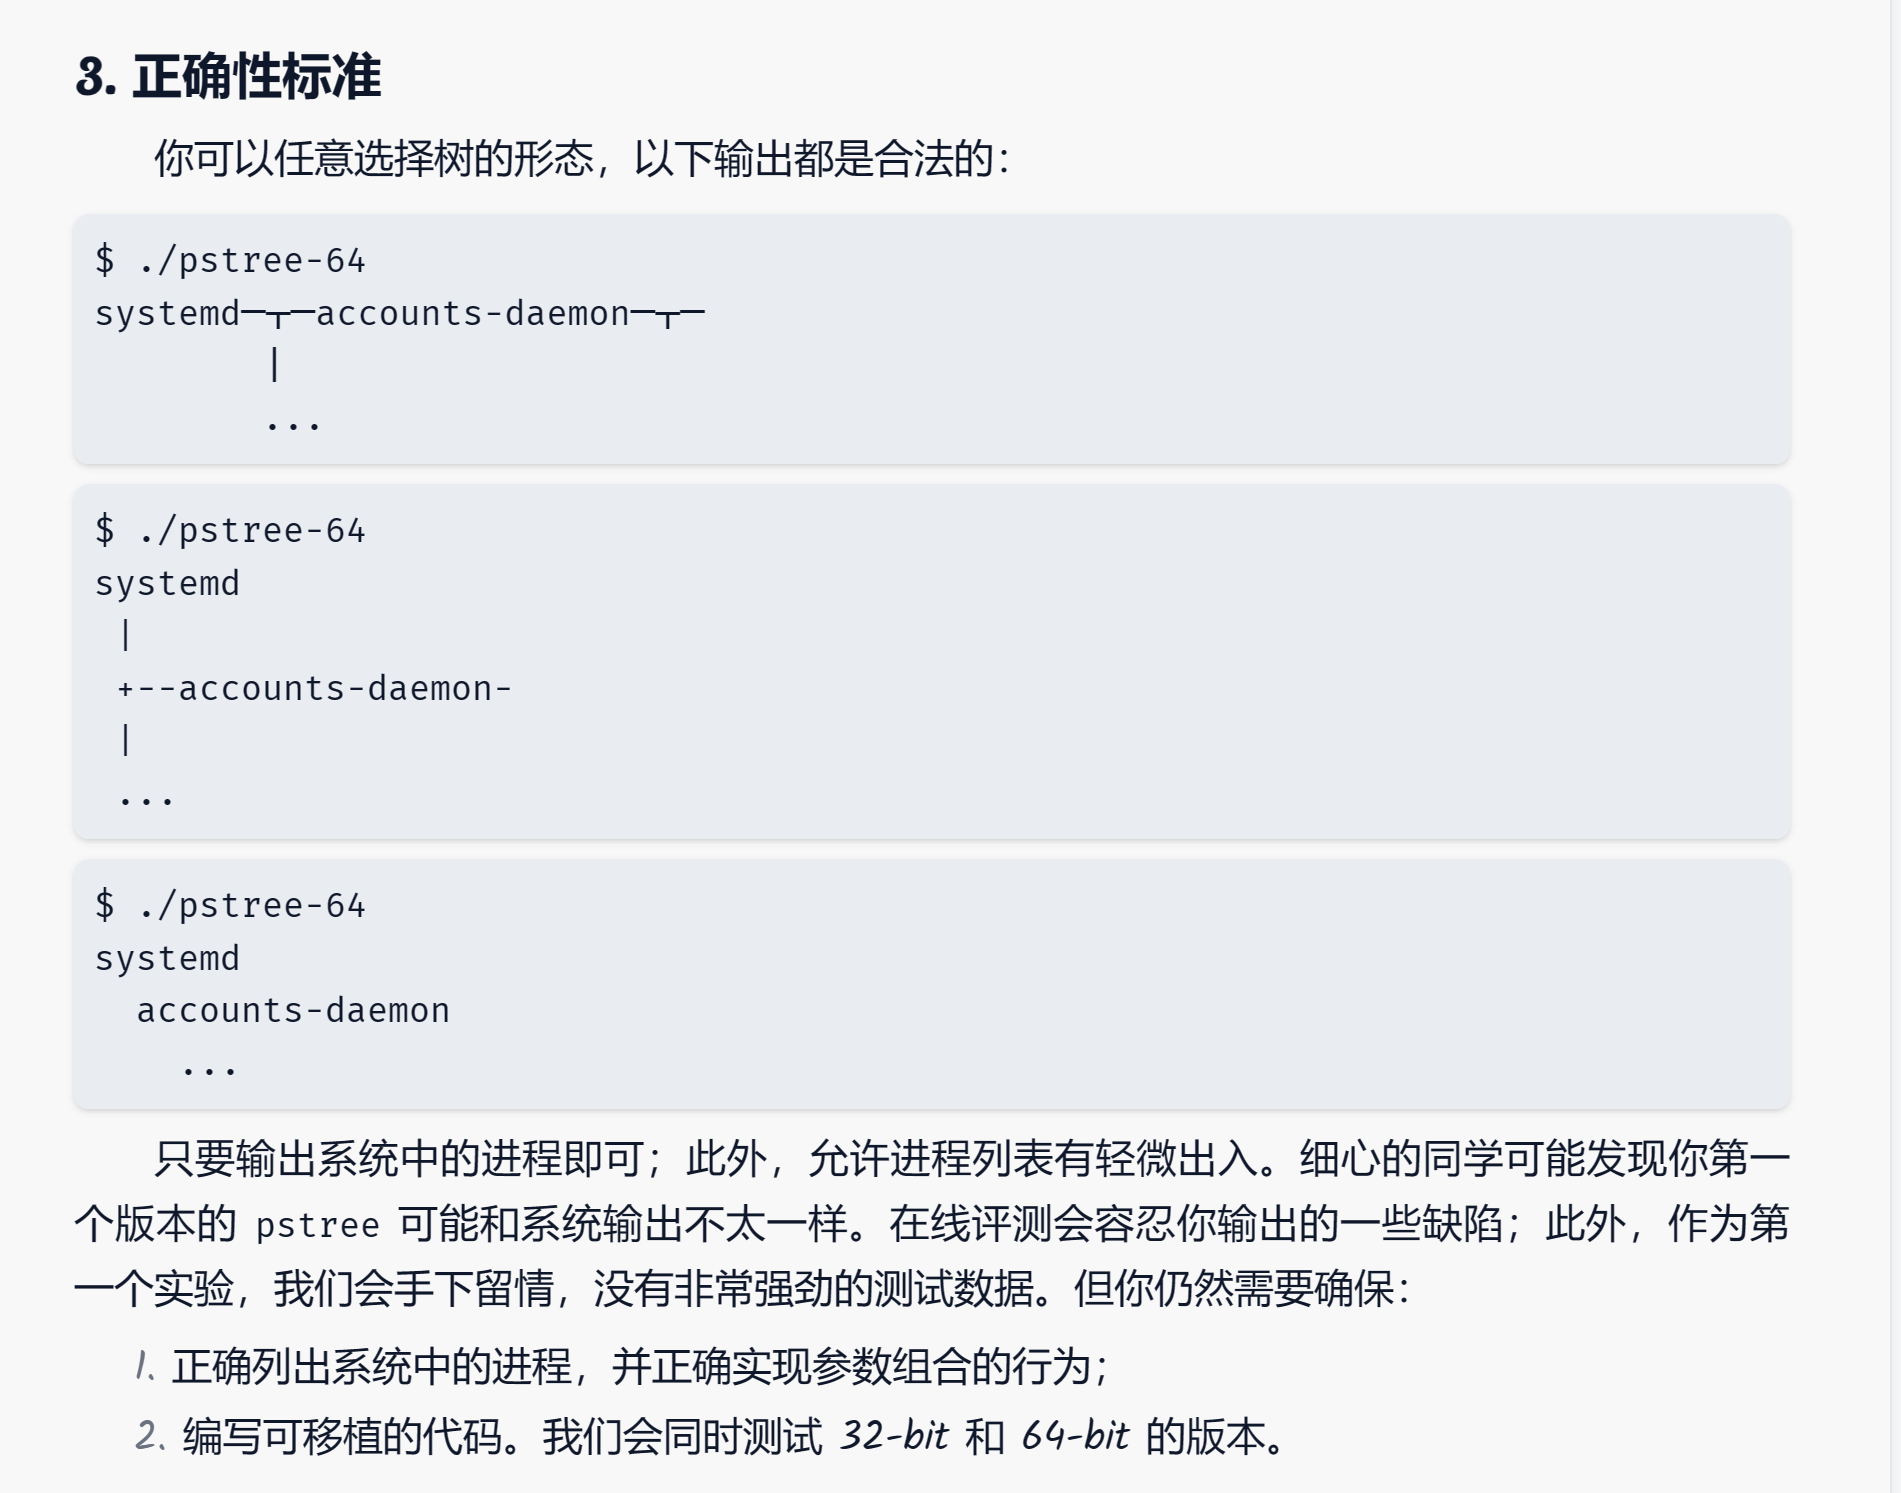 3. 正确性标准
你可以任意选择树的形态，以下输出都是合法的：
$ ./pstree-64
systemd─┬─accounts-daemon─┬─
        |
        ...
$ ./pstree-64
systemd
 |
 +--accounts-daemon-
 |
 ...
$ ./pstree-64
systemd
  accounts-daemon
    ...
只要输出系统中的进程即可；此外，允许进程列表有轻微出入。细心的同学可能发现你第一
个版本的 pstree 可能和系统输出不太一样。在线评测会容忍你输出的一些缺陷；此外，作为第
一个实验，我们会手下留情，没有非常强劲的测试数据。但你仍然需要确保：
1. 正确列出系统中的进程，并正确实现参数组合的行为；
2. 编写可移植的代码。我们会同时测试 32-bit 和 64-bit 的版本。